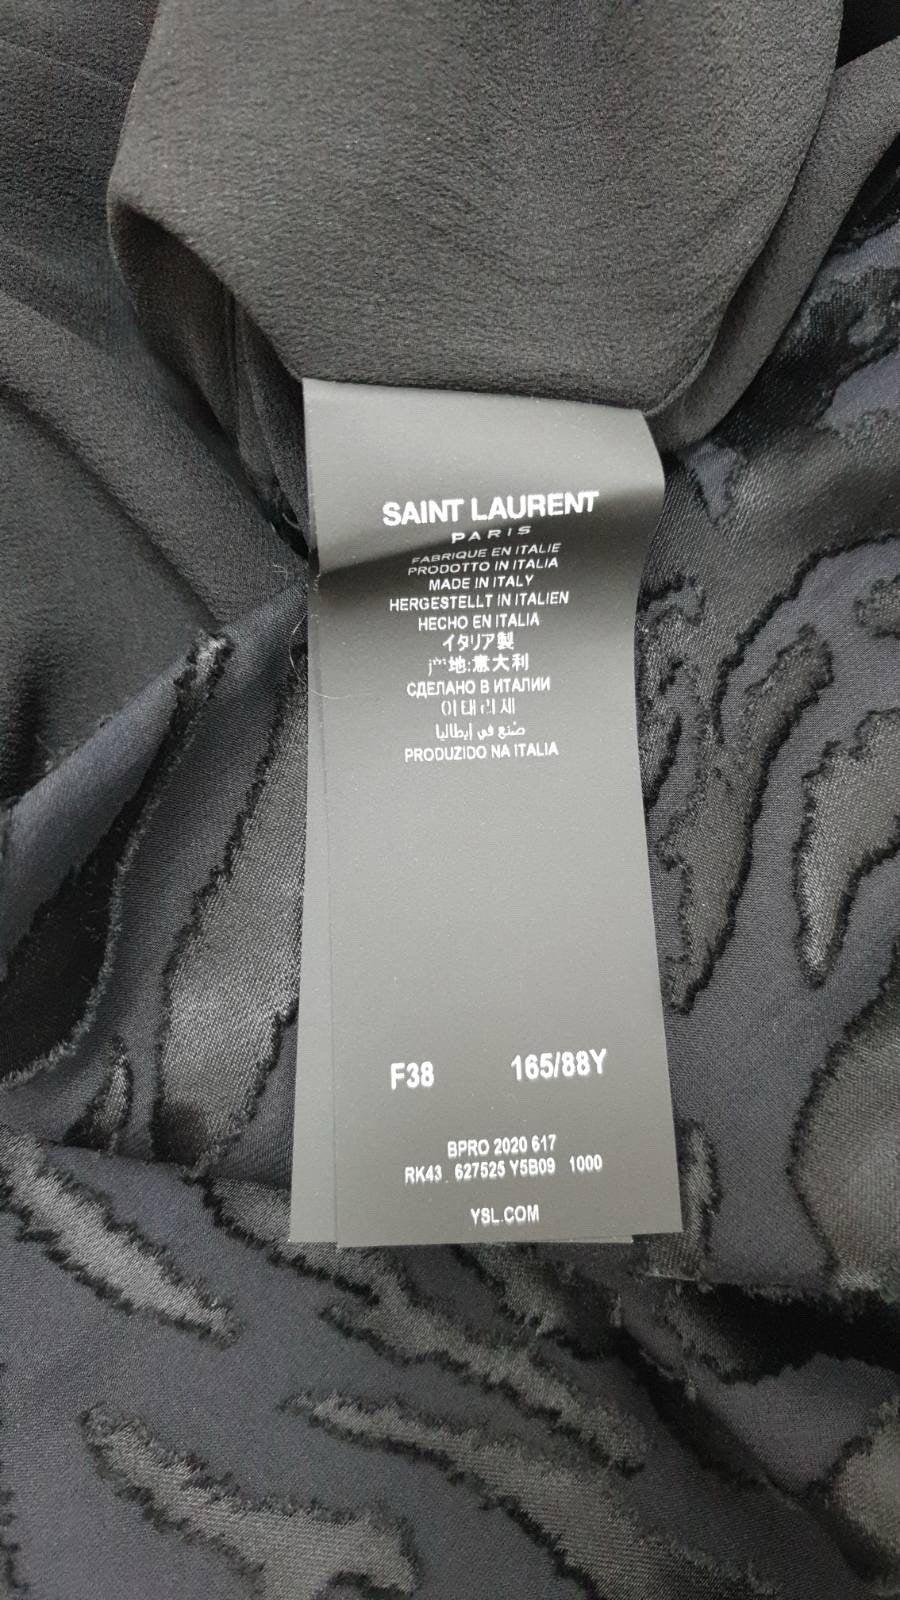 SAINT LAURENT
PARIS
FABRIQUE EN ITALIE
PRODOTTO IN ITALIA
MADE IN ITALY
HERGESTELLT IN ITALIEN
HECHO EN ITALIA
イタリア製
地:意大利
СДЕЛАНО В ИТАЛИИ
이태리제
صنع في إيطاليا
PRODUZIDO NA ITALIA
F38 165/88Y
BPRO 2020 617
RK43 627525 Y5B09 1000
YSL.COM